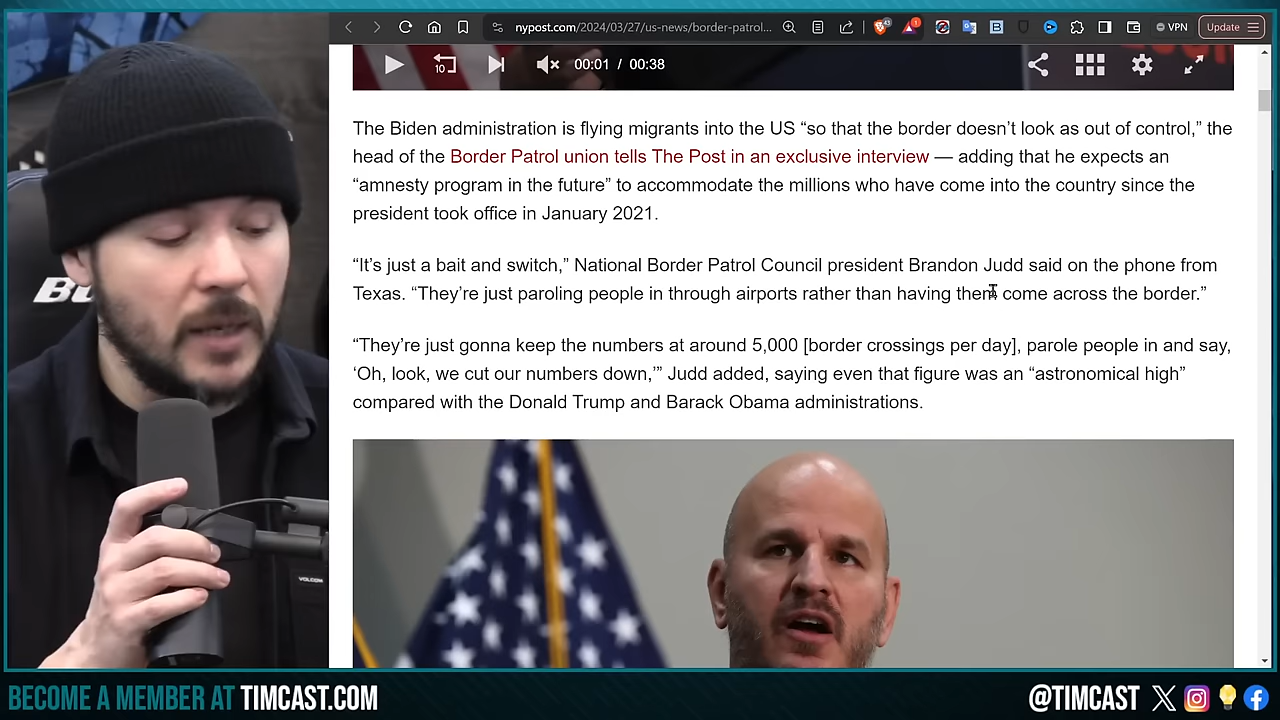 nypost.com/2024/03/27/us-news/border-patrol...
VPN
Update
10
00:01 / 00:38
The Biden administration is flying migrants into the US “so that the border doesn’t look as out of control,” the
head of the Border Patrol union tells The Post in an exclusive interview — adding that he expects an
“amnesty program in the future” to accommodate the millions who have come into the country since the
president took office in January 2021.
“It’s just a bait and switch,” National Border Patrol Council president Brandon Judd said on the phone from
Texas. “They’re just paroling people in through airports rather than having them come across the border.”
“They’re just gonna keep the numbers at around 5,000 [border crossings per day], parole people in and say,
‘Oh, look, we cut our numbers down,’” Judd added, saying even that figure was an “astronomical high”
compared with the Donald Trump and Barack Obama administrations.
VOLCOM
BECOME A MEMBER AT TIMCAST.COM
@TIMCAST